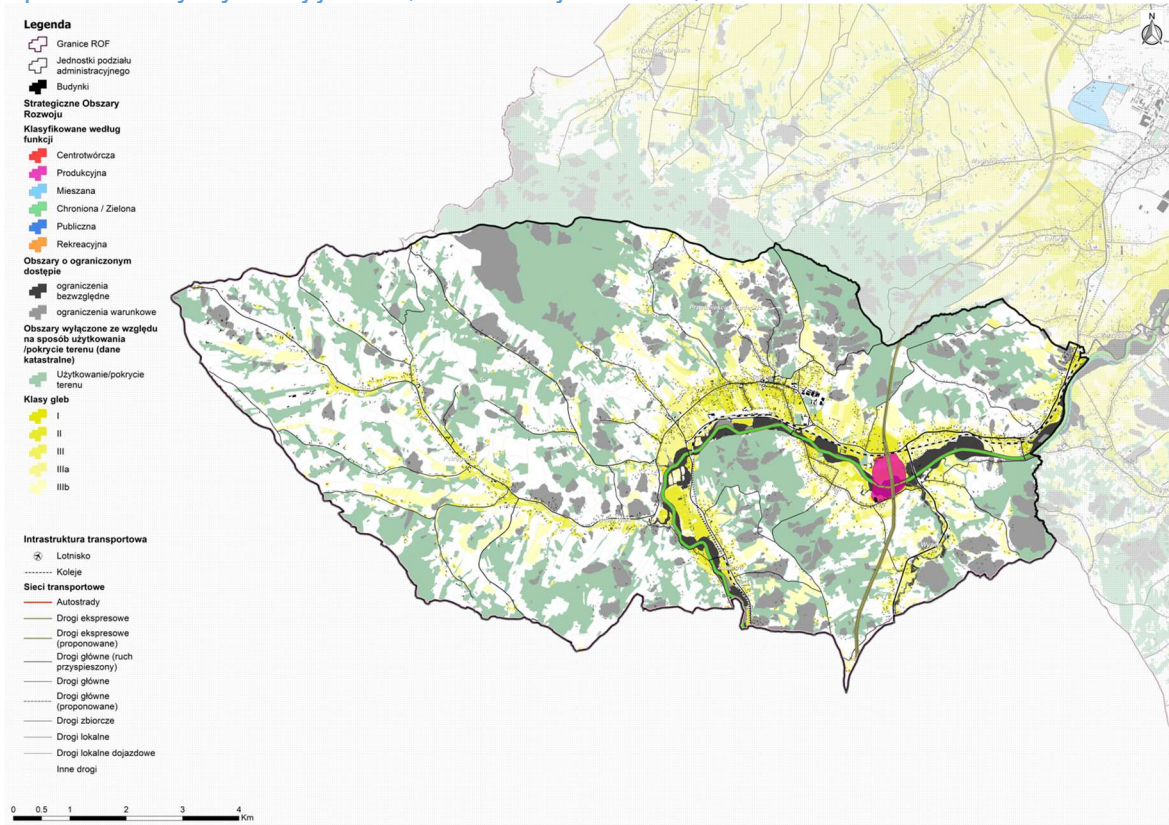 Legenda
Granice ROF
Jednostki podziału
administracyjnego
Budynki
Strategiczne Obszary
Rozwoju
Klasyfikowane według
funkcji
Centrotwórcza
Produkcyjna
Mieszana
Chroniona / Zielona
Publiczna
Rekreacyjna
Obszary o ograniczonym
dostępie
ograniczenia
bezwzględne
ograniczenia warunkowe
Obszary wyłączone ze względu
na sposób użytkowania
/pokrycie terenu (dane
katastralne)
Użytkowanie/pokrycie
terenu
Klasy gleb
I
II
III
IIIa
IIIb
Intrastruktura transportowa
Lotnisko
Koleje
Sieci transportowe
Autostrady
Drogi ekspresowe
Drogi ekspresowe
(proponowane)
Drogi główne (ruch
przyspieszony)
Drogi główne
Drogi główne
(proponowane)
Drogi zbiorcze
Drogi lokalne
Drogi lokalne dojazdowe
Inne drogi
0 0.5 1 2 3 4
Km
N